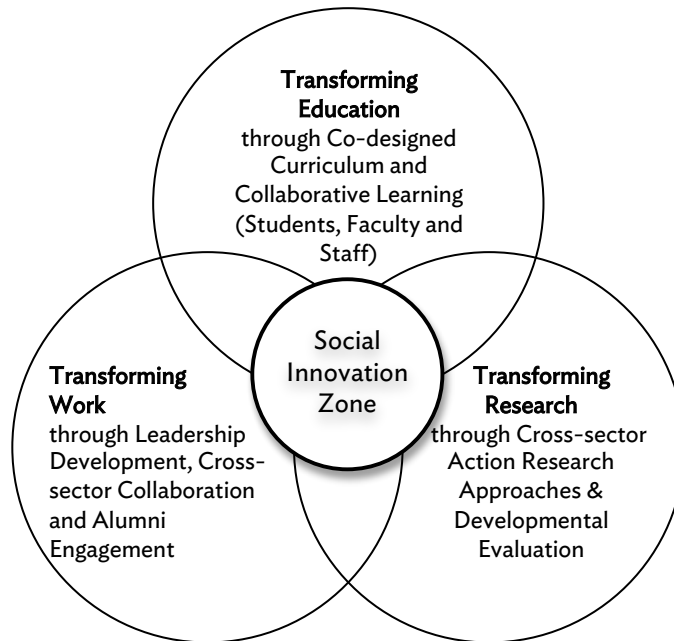 Transforming
Education
through Co-designed
Curriculum and
Collaborative Learning
(Students, Faculty and
Staff)
Social
Innovation
Zone
Transforming
Work
through Leadership
Development, Cross-
sector Collaboration
and Alumni
Engagement
Transforming
Research
through Cross-sector
Action Research
Approaches &
Developmental
Evaluation